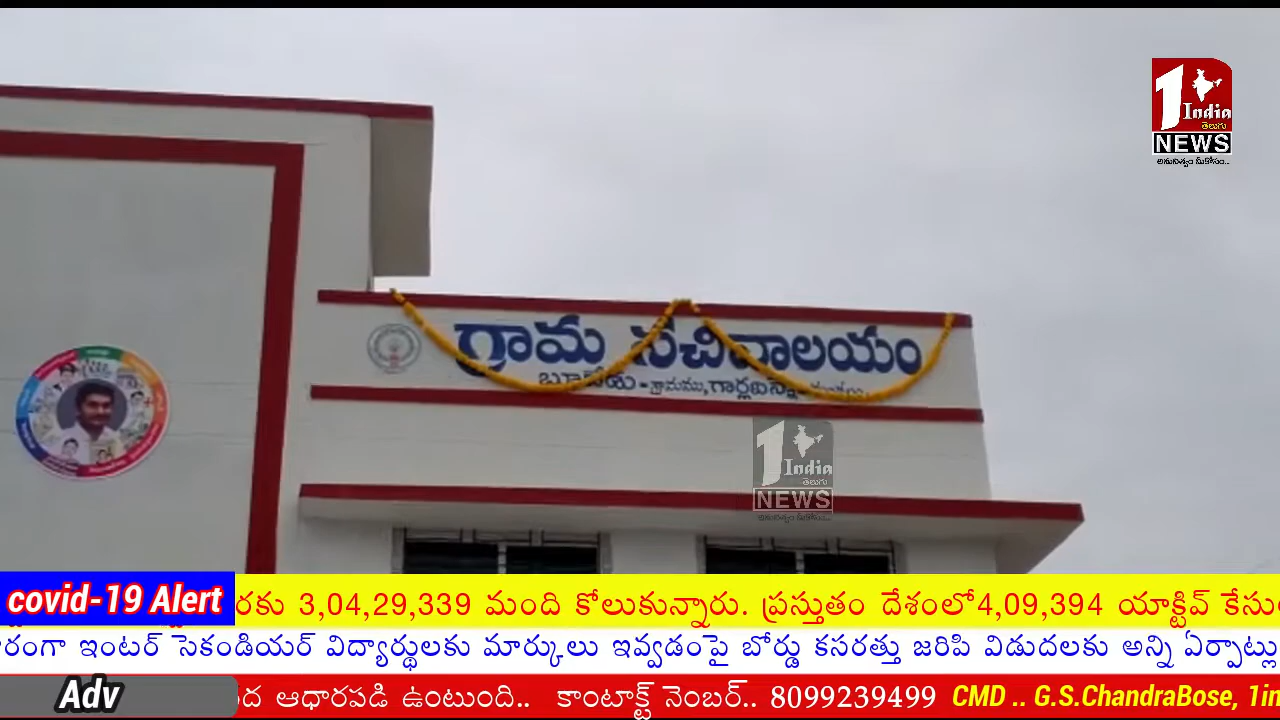 1
India
తెలుగు
NEWS
గ్రామ సచివాలయం
గ్రామము,
1
India
తెలుగు
NEWS
covid-19 Alert రకు 3,04,29,339 మంది కోలుకున్నారు. ప్రస్తుతం దేశంలో4,09,394 యాక్టివ్ కేసు
ారంగా ఇంటర్ సెకండియర్ విద్యార్థులకు మార్కులు ఇవ్వడంపై బోర్డు కసరత్తు జరిపి విడుదలకు అన్ని ఏర్పాట్లు
Adv ద ఆధారపడి ఉంటుంది.. కాంటాక్ట్ నెంబర్.. 8099239499 CMD .. G.S.ChandraBose, 1in